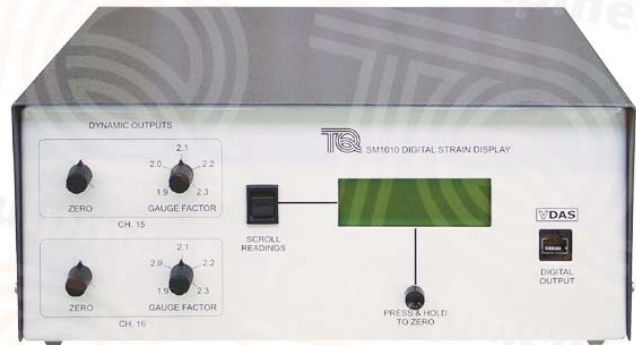 DYNAMIC OUTPUTS
2.1
2.0 2.2
1.9 2.3
ZERO GAUGE FACTOR
CH. 15
2.1
2.0 2.2
1.9 2.3
ZERO GAUGE FACTOR
CH. 16
TQ SM1010 DIGITAL STRAIN DISPLAY
SCROLL
READINGS
PRESS & HOLD
TO ZERO
VDAS
DIGITAL
OUTPUT